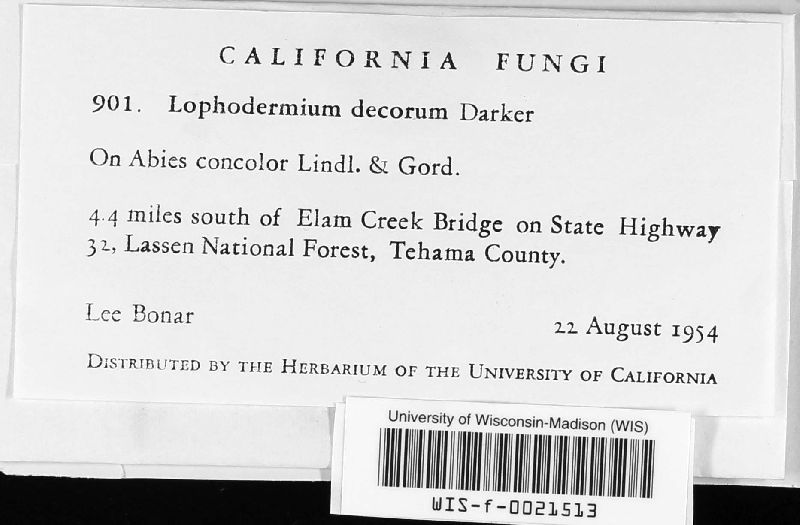 CALIFORNIA FUNGI
901. Lophodermium decorum Darker
On Abies concolor Lindl. & Gord.
4.4 miles south of Elam Creek Bridge on State Highway
32, Lassen National Forest, Tehama County.
Lee Bonar
22 August 1954
Distributed by the Herbarium of the University of California
University of Wisconsin-Madison (WIS)
WIS-f-0021513